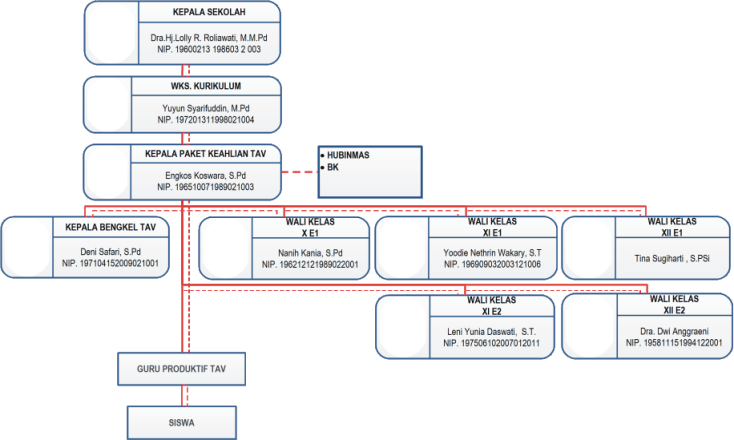 KEPALA SEKOLAH
Dra.Hj.Lolly R. Roliawati, M.M.Pd
NIP. 19600213 198603 2 003
WKS. KURIKULUM
Yuyun Syarifuddin, M.Pd
NIP. 197201311998021004
KEPALA PAKET KEAHLIAN TAV
Engkos Koswara, S.Pd
NIP. 196510071989021003
• HUBINMAS
• BK
KEPALA BENGKEL TAV
Deni Safari, S.Pd
NIP. 197104152009021001
WALI KELAS
X E1
Nanih Kania, S.Pd
NIP. 196212121989022001
WALI KELAS
XI E1
Yoodie Nethrin Wakary, S.T
NIP. 196909032003121006
WALI KELAS
XII E1
Tina Sugiharti , S.PSi
WALI KELAS
XI E2
Leni Yunia Daswati,  S.T.
NIP. 197506102007012011
WALI KELAS
XII E2
Dra. Dwi Anggraeni
NIP. 195811151994122001
GURU PRODUKTIF TAV
SISWA